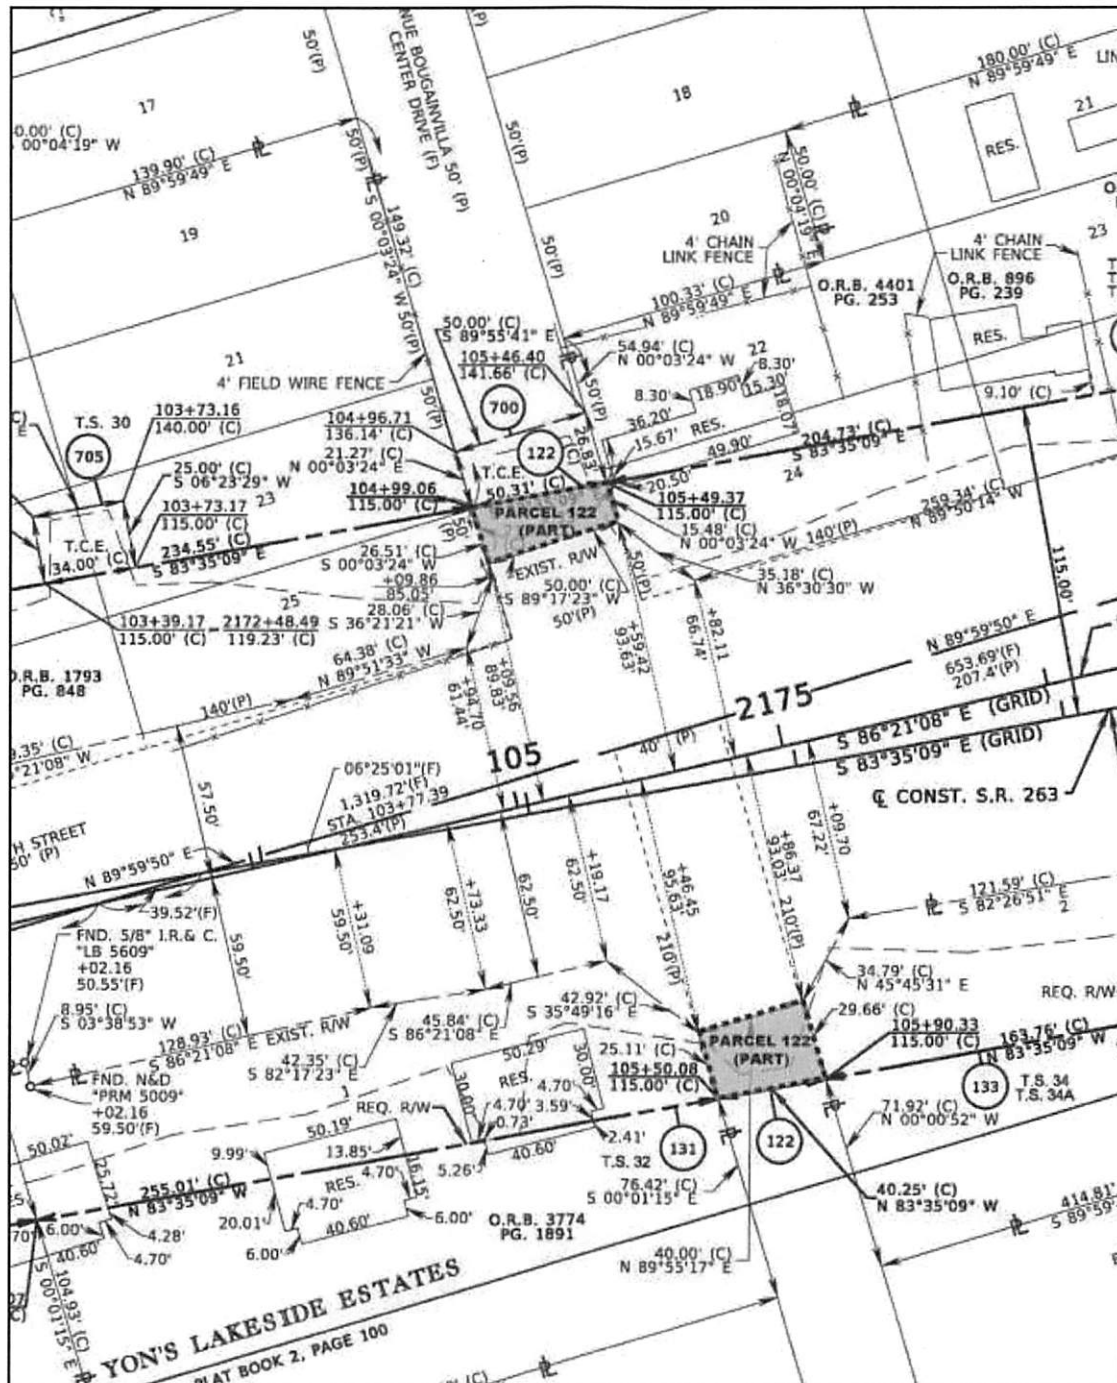 50'(P)
NUE BOUGAINVILLA 50' (P)
CENTER DRIVE (F)
17
18
180.00' (C)
N 89°59'49" E
21
RES.
0.00' (C)
00°04'19" W
139.90' (C)
N 89°59'49" E
50'(P)
50'(P)
50.00' (C)
N 00°04'19" E
19
149.32' (C)
S 00°03'24" W
50'(P)
20
4' CHAIN
LINK FENCE
50'(P)
4' CHAIN
LINK FENCE
23
O.R.B. 4401
PG. 253
O.R.B. 896
PG. 239
100.33' (C)
N 89°59'49" E
50.00' (C)
S 89°55'41" E
54.94' (C)
N 00°03'24" W
RES.
21
4' FIELD WIRE FENCE
105+46.40
141.66' (C)
22
8.30'
8.30'
18.90'
15.30'
18.07'
9.10' (C)
T.S. 30
103+73.16
140.00' (C)
50'(P)
700
50'(P)
36.20'
104+96.71
136.14' (C)
122
15.67'
RES.
705
25.00' (C)
S 06°23'29" W
21.27' (C)
N 00°03'24" E
26.83'
(C)
49.90'
204.73' (C)
S 83°35'09" E
23
T.C.E.
50.31' (C)
20.50'
24
103+73.17
115.00' (C)
104+99.06
115.00' (C)
PARCEL 122
(PART)
105+49.37
115.00' (C)
259.34' (C)
N 89°50'14" W
T.C.E.
34.00' (C)
234.55' (C)
S 83°35'09" E
50'
(P)
15.48' (C)
N 00°03'24" W
140'(P)
26.51' (C)
S 00°03'24" W
EXIST. R/W
50'(P)
115.00'
+09.86
85.05'
50.00' (C)
S 89°17'23" W
50'(P)
35.18' (C)
N 36°30'30" W
25
28.06' (C)
S 36°21'21" W
103+39.17
115.00' (C)
2172+48.49
119.23' (C)
+59.42
93.63'
+82.11
66.74'
N 89°59'50" E
64.38' (C)
N 89°51'33" W
653.69'(F)
207.4'(P)
O.R.B. 1793
PG. 848
140'(P)
+09.56
89.83'
+94.70
61.44'
2175
9.35' (C)
°21'08" W
S 86°21'08" E (GRID)
40' (P)
105
S 83°35'09" E (GRID)
57.50'
06°25'01"(F)
1,319.72'(F)
STA. 103+77.39
253.4'(P)
℄ CONST. S.R. 263
H STREET
50' (P)
N 89°59'50" E
+09.70
67.22'
+86.37
93.03'
+19.17
62.50'
62.50'
+46.45
95.63'
121.59' (C)
S 82°26'51" E
2
+73.33
62.50'
39.52'(F)
+31.09
59.50'
FND. 5/8" I.R.& C.
"LB 5609"
+02.16
50.55'(F)
59.50'
210'(P)
210'(P)
34.79' (C)
N 45°45'31" E
8.95' (C)
S 03°38'53" W
42.92' (C)
S 35°49'16" E
REQ. R/W
128.93' (C)
S 86°21'08" E
EXIST. R/W
45.84' (C)
S 86°21'08" E
29.66' (C)
42.35' (C)
S 82°17'23" E
PARCEL 122
(PART)
105+90.33
115.00' (C)
163.76' (C)
N 83°35'09" W
25.11' (C)
50.29'
30.00'
105+50.08
115.00' (C)
FND. N&D
"PRM 5009"
+02.16
59.50'(F)
1
30.00'
RES.
4.70'
133
T.S. 34
T.S. 34A
REQ. R/W
4.70'
3.59'
0.73'
71.92' (C)
N 00°00'52" W
50.02'
50.19'
2.41'
131
122
9.99'
13.85'
5.26'
40.60'
T.S. 32
25.72'
16.15'
255.01' (C)
N 83°35'09" W
RES.
4.70'
76.42' (C)
S 00°01'15" E
40.25' (C)
N 83°35'09" W
4.70'
6.00'
4.28'
20.01'
40.60'
6.00'
O.R.B. 3774
PG. 1891
414.81'
S 89°59'
40.60'
4.70'
6.00'
40.00' (C)
N 89°55'17" E
104.93' (C)
S 00°01'15" E
YON'S LAKESIDE ESTATES
PLAT BOOK 2, PAGE 100